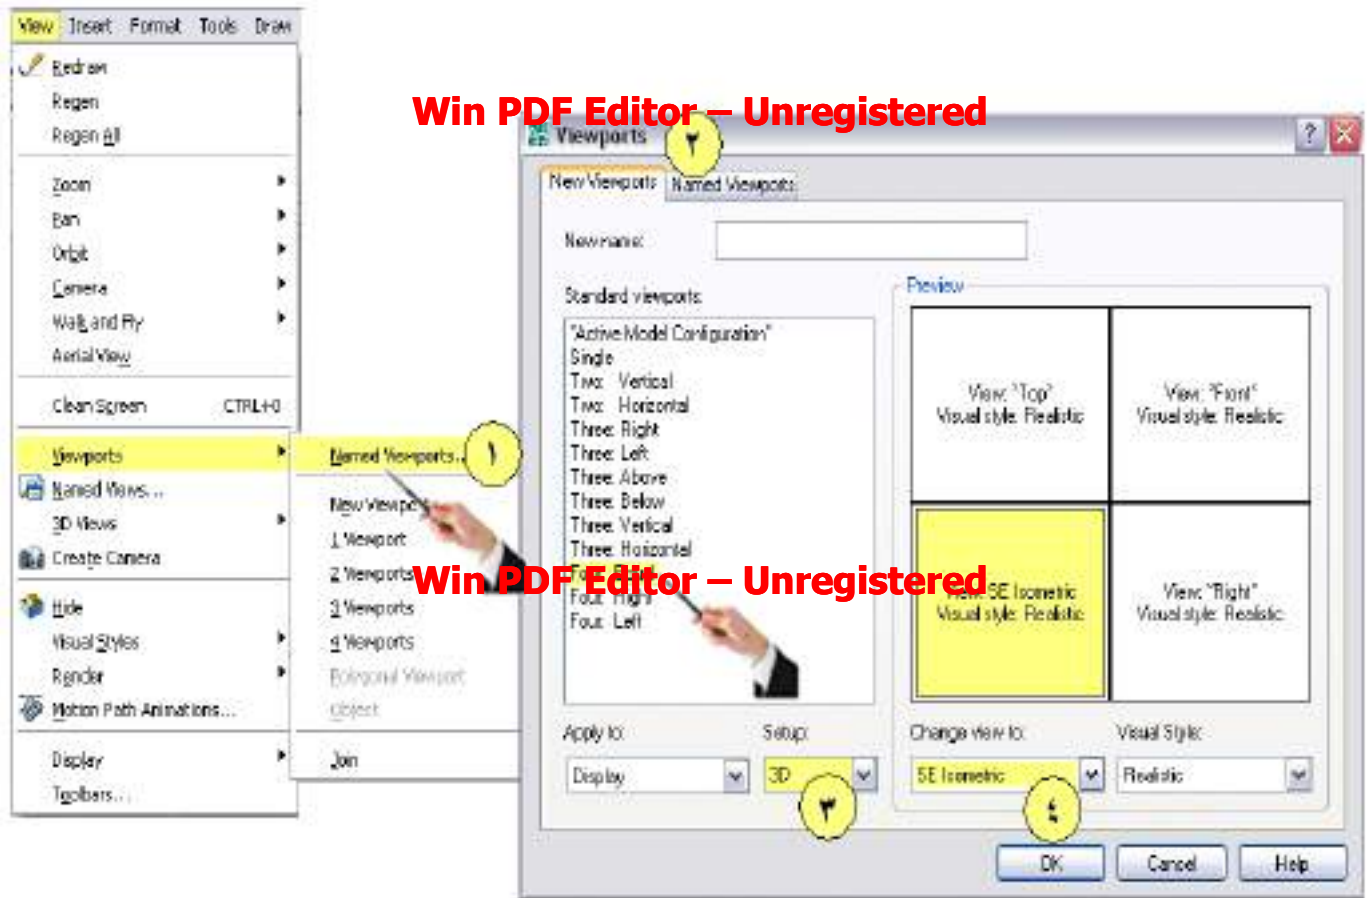 View Insert Format Tools Draw
Redraw
Regen
Regen All
Zoom
Pan
Orbit
Camera
Walk and Fly
Aerial View
Clean Screen CTRL+0
Viewports
Named Views...
3D Views
Create Camera
Hide
Visual Styles
Render
Motion Path Animations...
Display
Toolbars...
Named Viewports...
١
New Viewports
1 Viewport
2 Viewports
3 Viewports
4 Viewports
Polygonal Viewport
Object
Join
Win PDF Editor – Unregistered
Viewports
٢
New Viewports Named Viewports
New name:
Standard viewports:
*Active Model Configuration*
Single
Two: Vertical
Two: Horizontal
Three: Right
Three: Left
Three: Above
Three: Below
Three: Vertical
Three: Horizontal
Four: Equal
Win PDF Editor – Unregistered
Four: Right
Four: Left
Preview
View: *Top*
Visual style: Realistic
View: *Front*
Visual style: Realistic
View: SE Isometric
Visual style: Realistic
View: *Right*
Visual style: Realistic
Apply to: Setup: Change view to: Visual Style:
Display 3D SE Isometric Realistic
٣
٤
OK Cancel Help